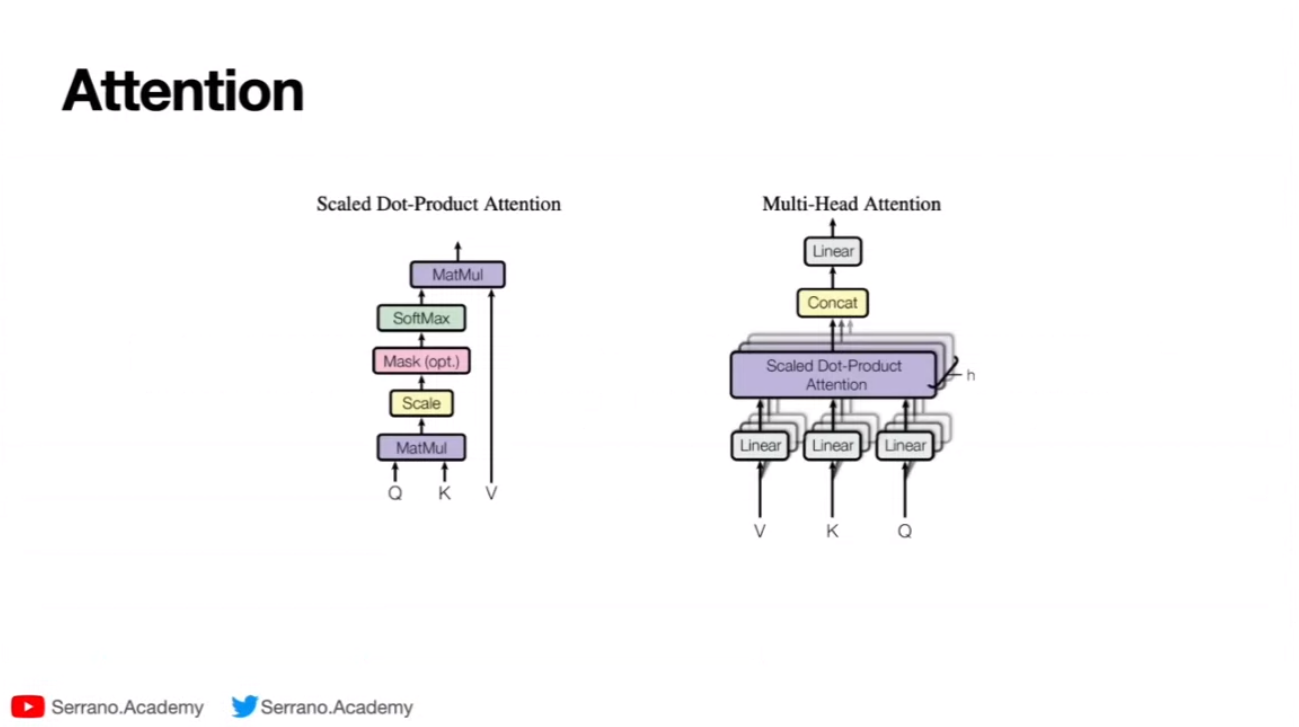 Attention
Scaled Dot-Product Attention
MatMul
SoftMax
Mask (opt.)
Scale
MatMul
Q K V
Multi-Head Attention
Linear
Concat
Scaled Dot-Product
Attention
h
Linear Linear Linear
V K Q
Serrano.Academy Serrano.Academy